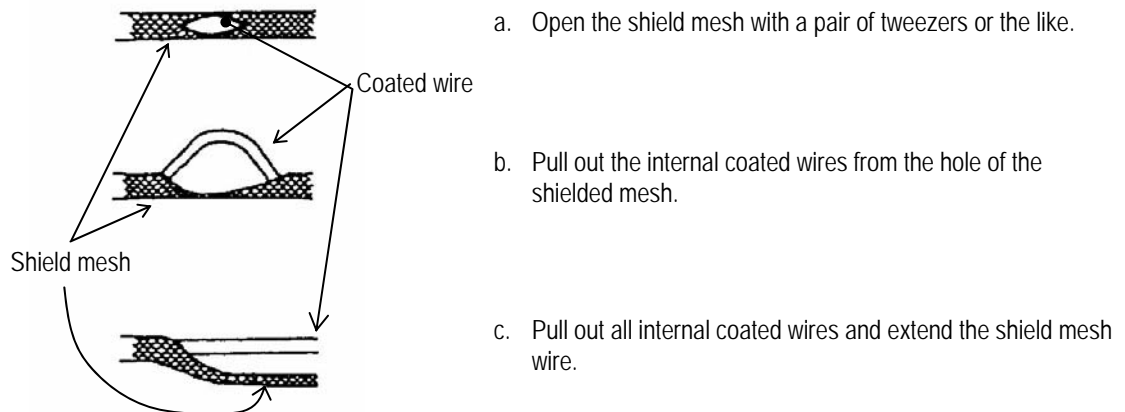 a. Open the shield mesh with a pair of tweezers or the like.
Coated wire
b. Pull out the internal coated wires from the hole of the
shielded mesh.
Shield mesh
c. Pull out all internal coated wires and extend the shield mesh
wire.